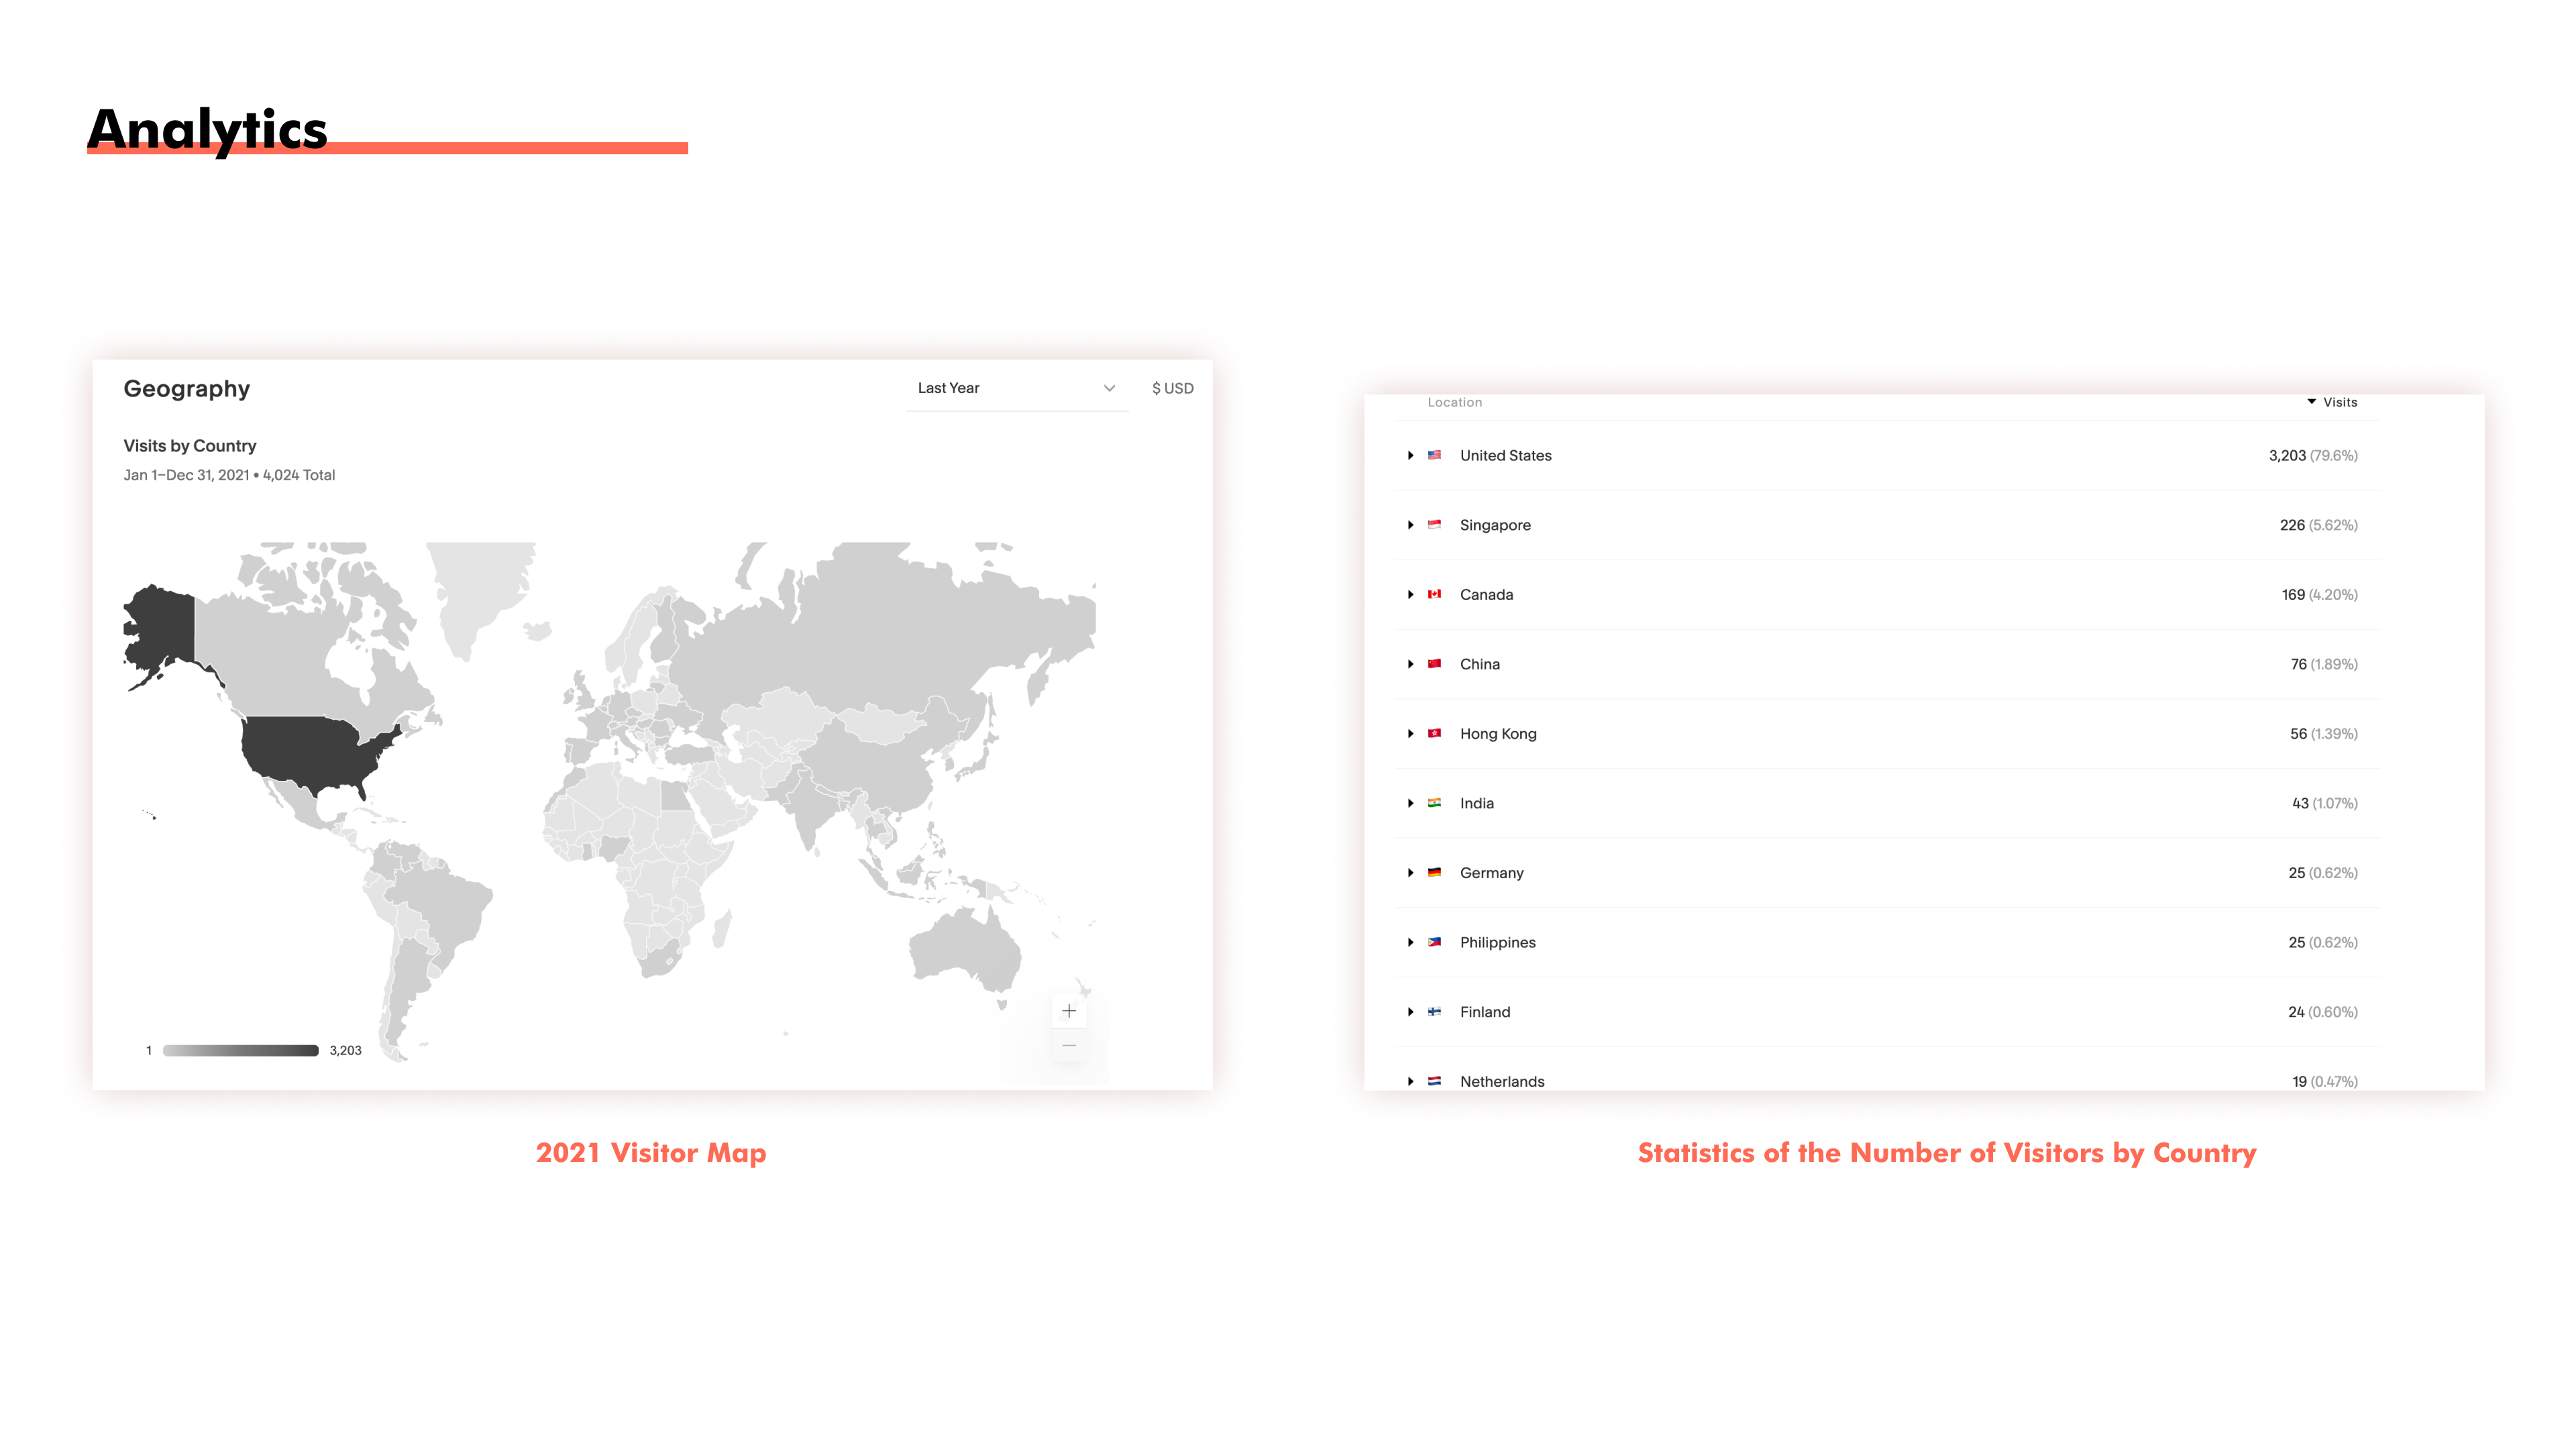 Analytics
Geography
Last Year
$ USD
Visits by Country
Jan 1–Dec 31, 2021 • 4,024 Total
1
3,203
2021 Visitor Map
Location
Visits
United States 3,203 (79.6%)
Singapore 226 (5.62%)
Canada 169 (4.20%)
China 76 (1.89%)
Hong Kong 56 (1.39%)
India 43 (1.07%)
Germany 25 (0.62%)
Philippines 25 (0.62%)
Finland 24 (0.60%)
Netherlands 19 (0.47%)
Statistics of the Number of Visitors by Country